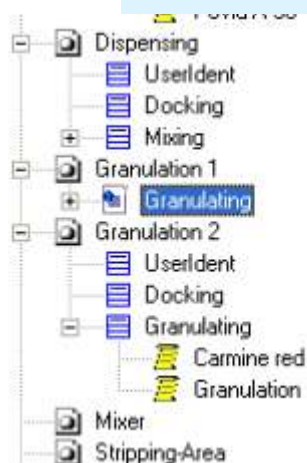 Dispensing
UserIdent
Docking
Mixing
Granulation 1
Granulating
Granulation 2
UserIdent
Docking
Granulating
Carmine red
Granulation
Mixer
Stripping-Area